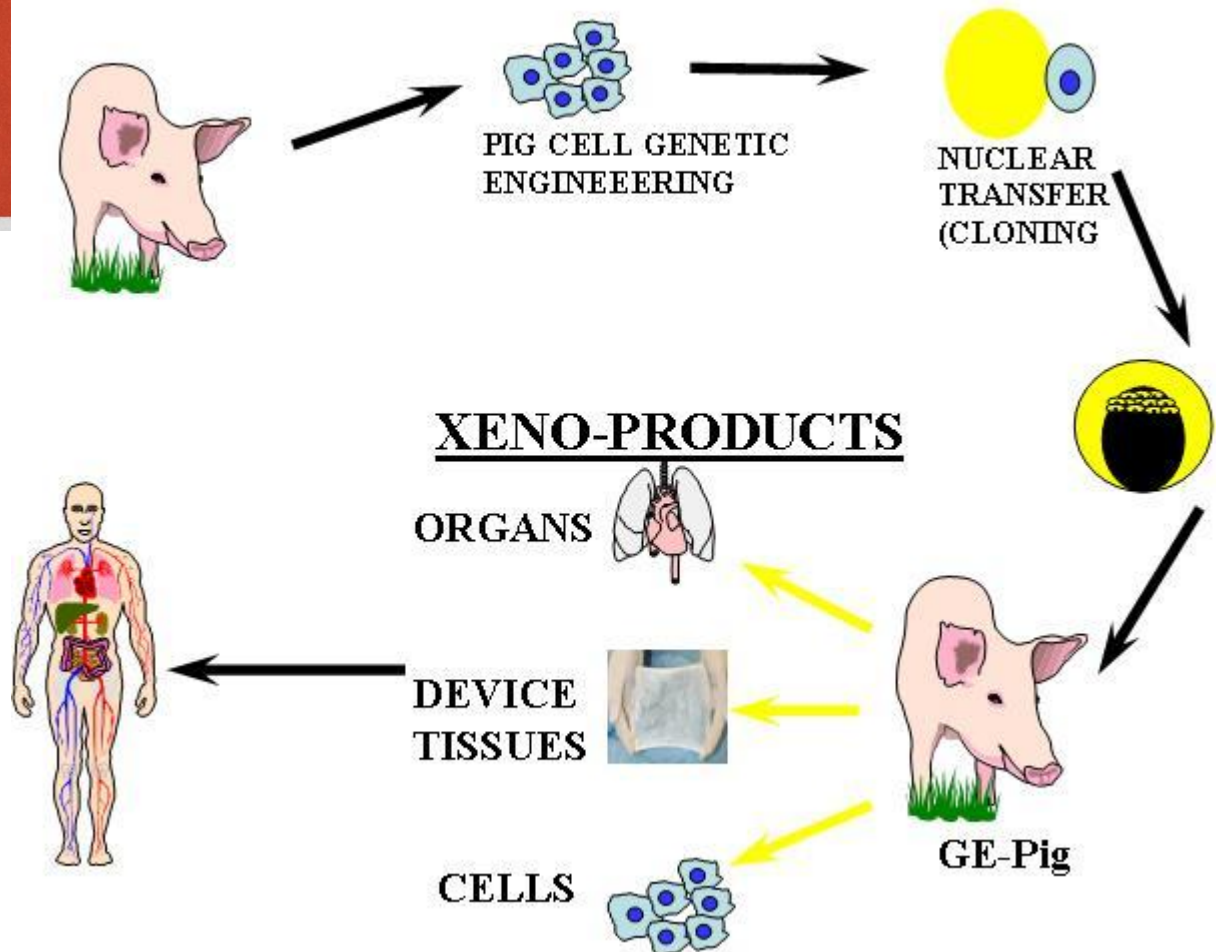 PIG CELL GENETIC
ENGINEEERING
NUCLEAR
TRANSFER
(CLONING
XENO-PRODUCTS
ORGANS
DEVICE
TISSUES
CELLS
GE-Pig